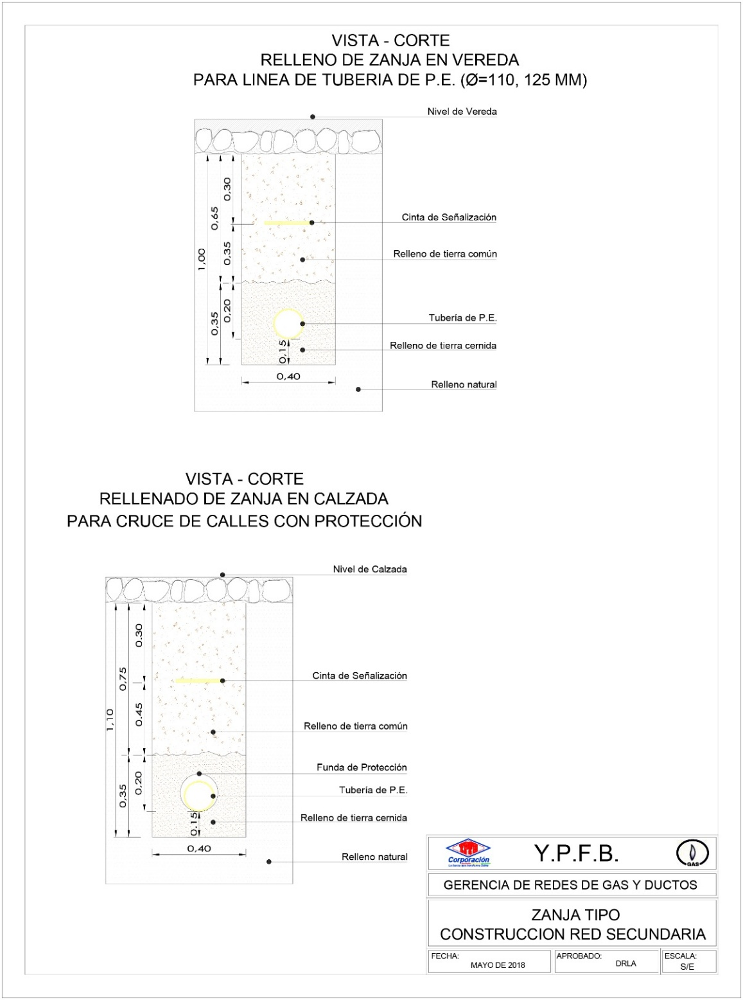 VISTA - CORTE
RELLENO DE ZANJA EN VEREDA
PARA LINEA DE TUBERIA DE P.E. (Ø=110, 125 MM)
Nivel de Vereda
0,30
0,65
Cinta de Señalización
1,00
0,35
Relleno de tierra común
0,20
0,35
Tubería de P.E.
0,15
Relleno de tierra cernida
0,40
Relleno natural
VISTA - CORTE
RELLENADO DE ZANJA EN CALZADA
PARA CRUCE DE CALLES CON PROTECCIÓN
Nivel de Calzada
0.30
0,75
Cinta de Señalización
1,10
0.45
Relleno de tierra común
Funda de Protección
0,20
0,35
Tubería de P.E.
0.15
Relleno de tierra cernida
0,40
Relleno natural
Corporación
Y.P.F.B.
GAS
GERENCIA DE REDES DE GAS Y DUCTOS
ZANJA TIPO
CONSTRUCCION RED SECUNDARIA
FECHA:
MAYO DE 2018
APROBADO:
DRLA
ESCALA:
S/E